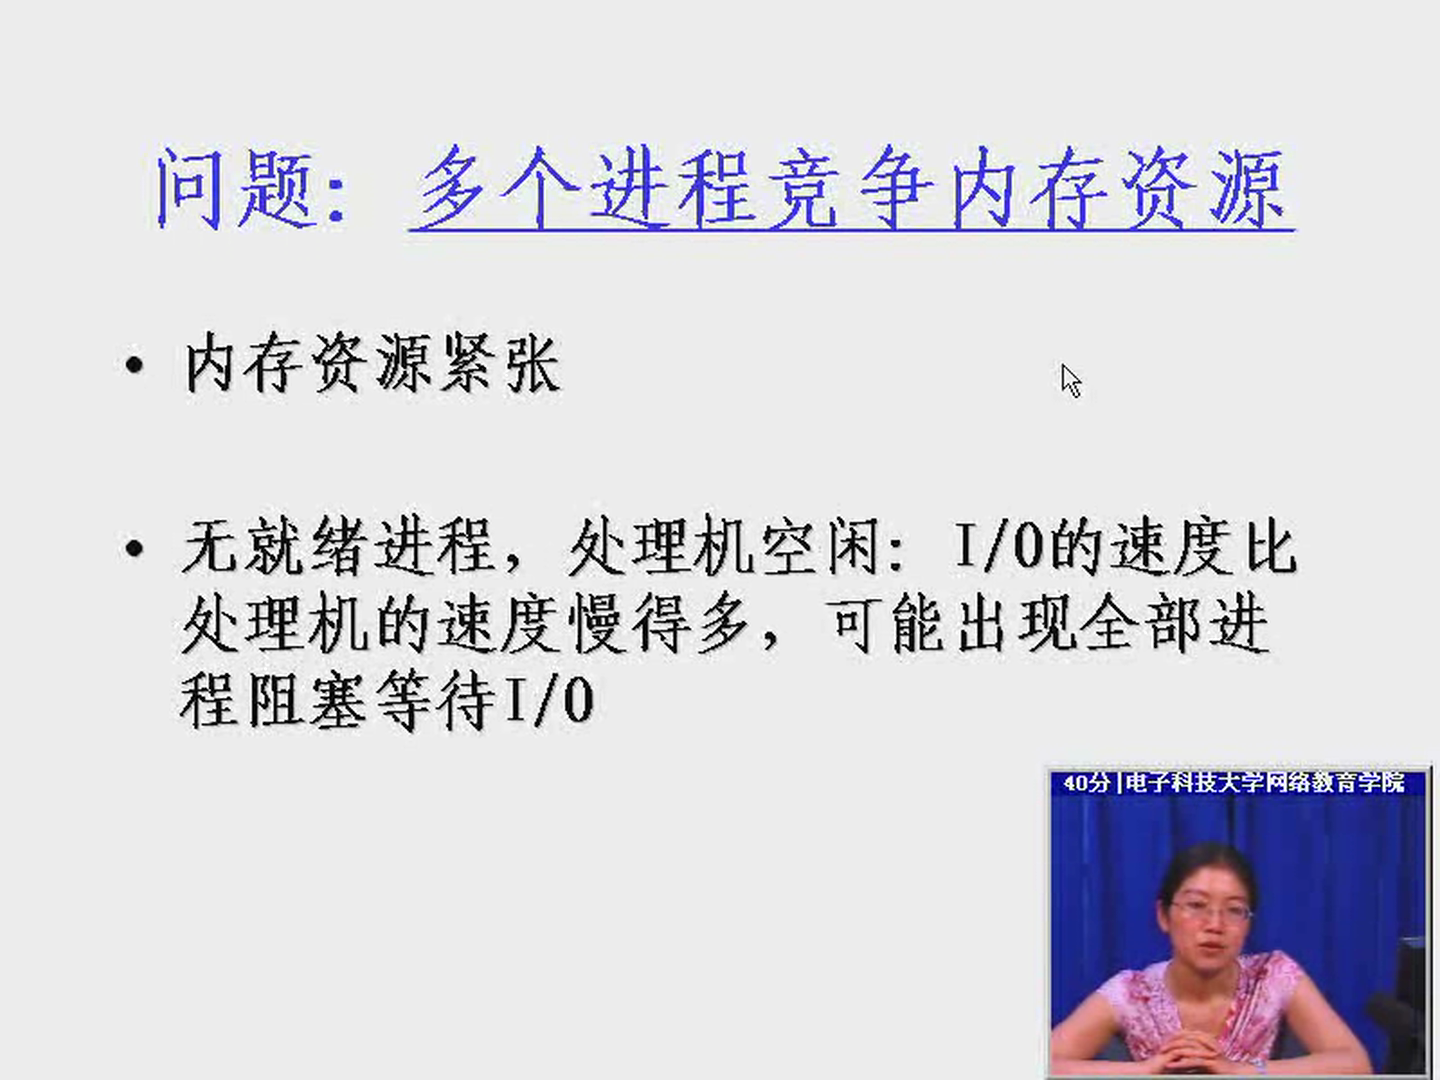 问题： 多个进程竞争内存资源
• 内存资源紧张
• 无就绪进程，处理机空闲：I/O的速度比
处理机的速度慢得多，可能出现全部进
程阻塞等待I/O
40分|电子科技大学网络教育学院